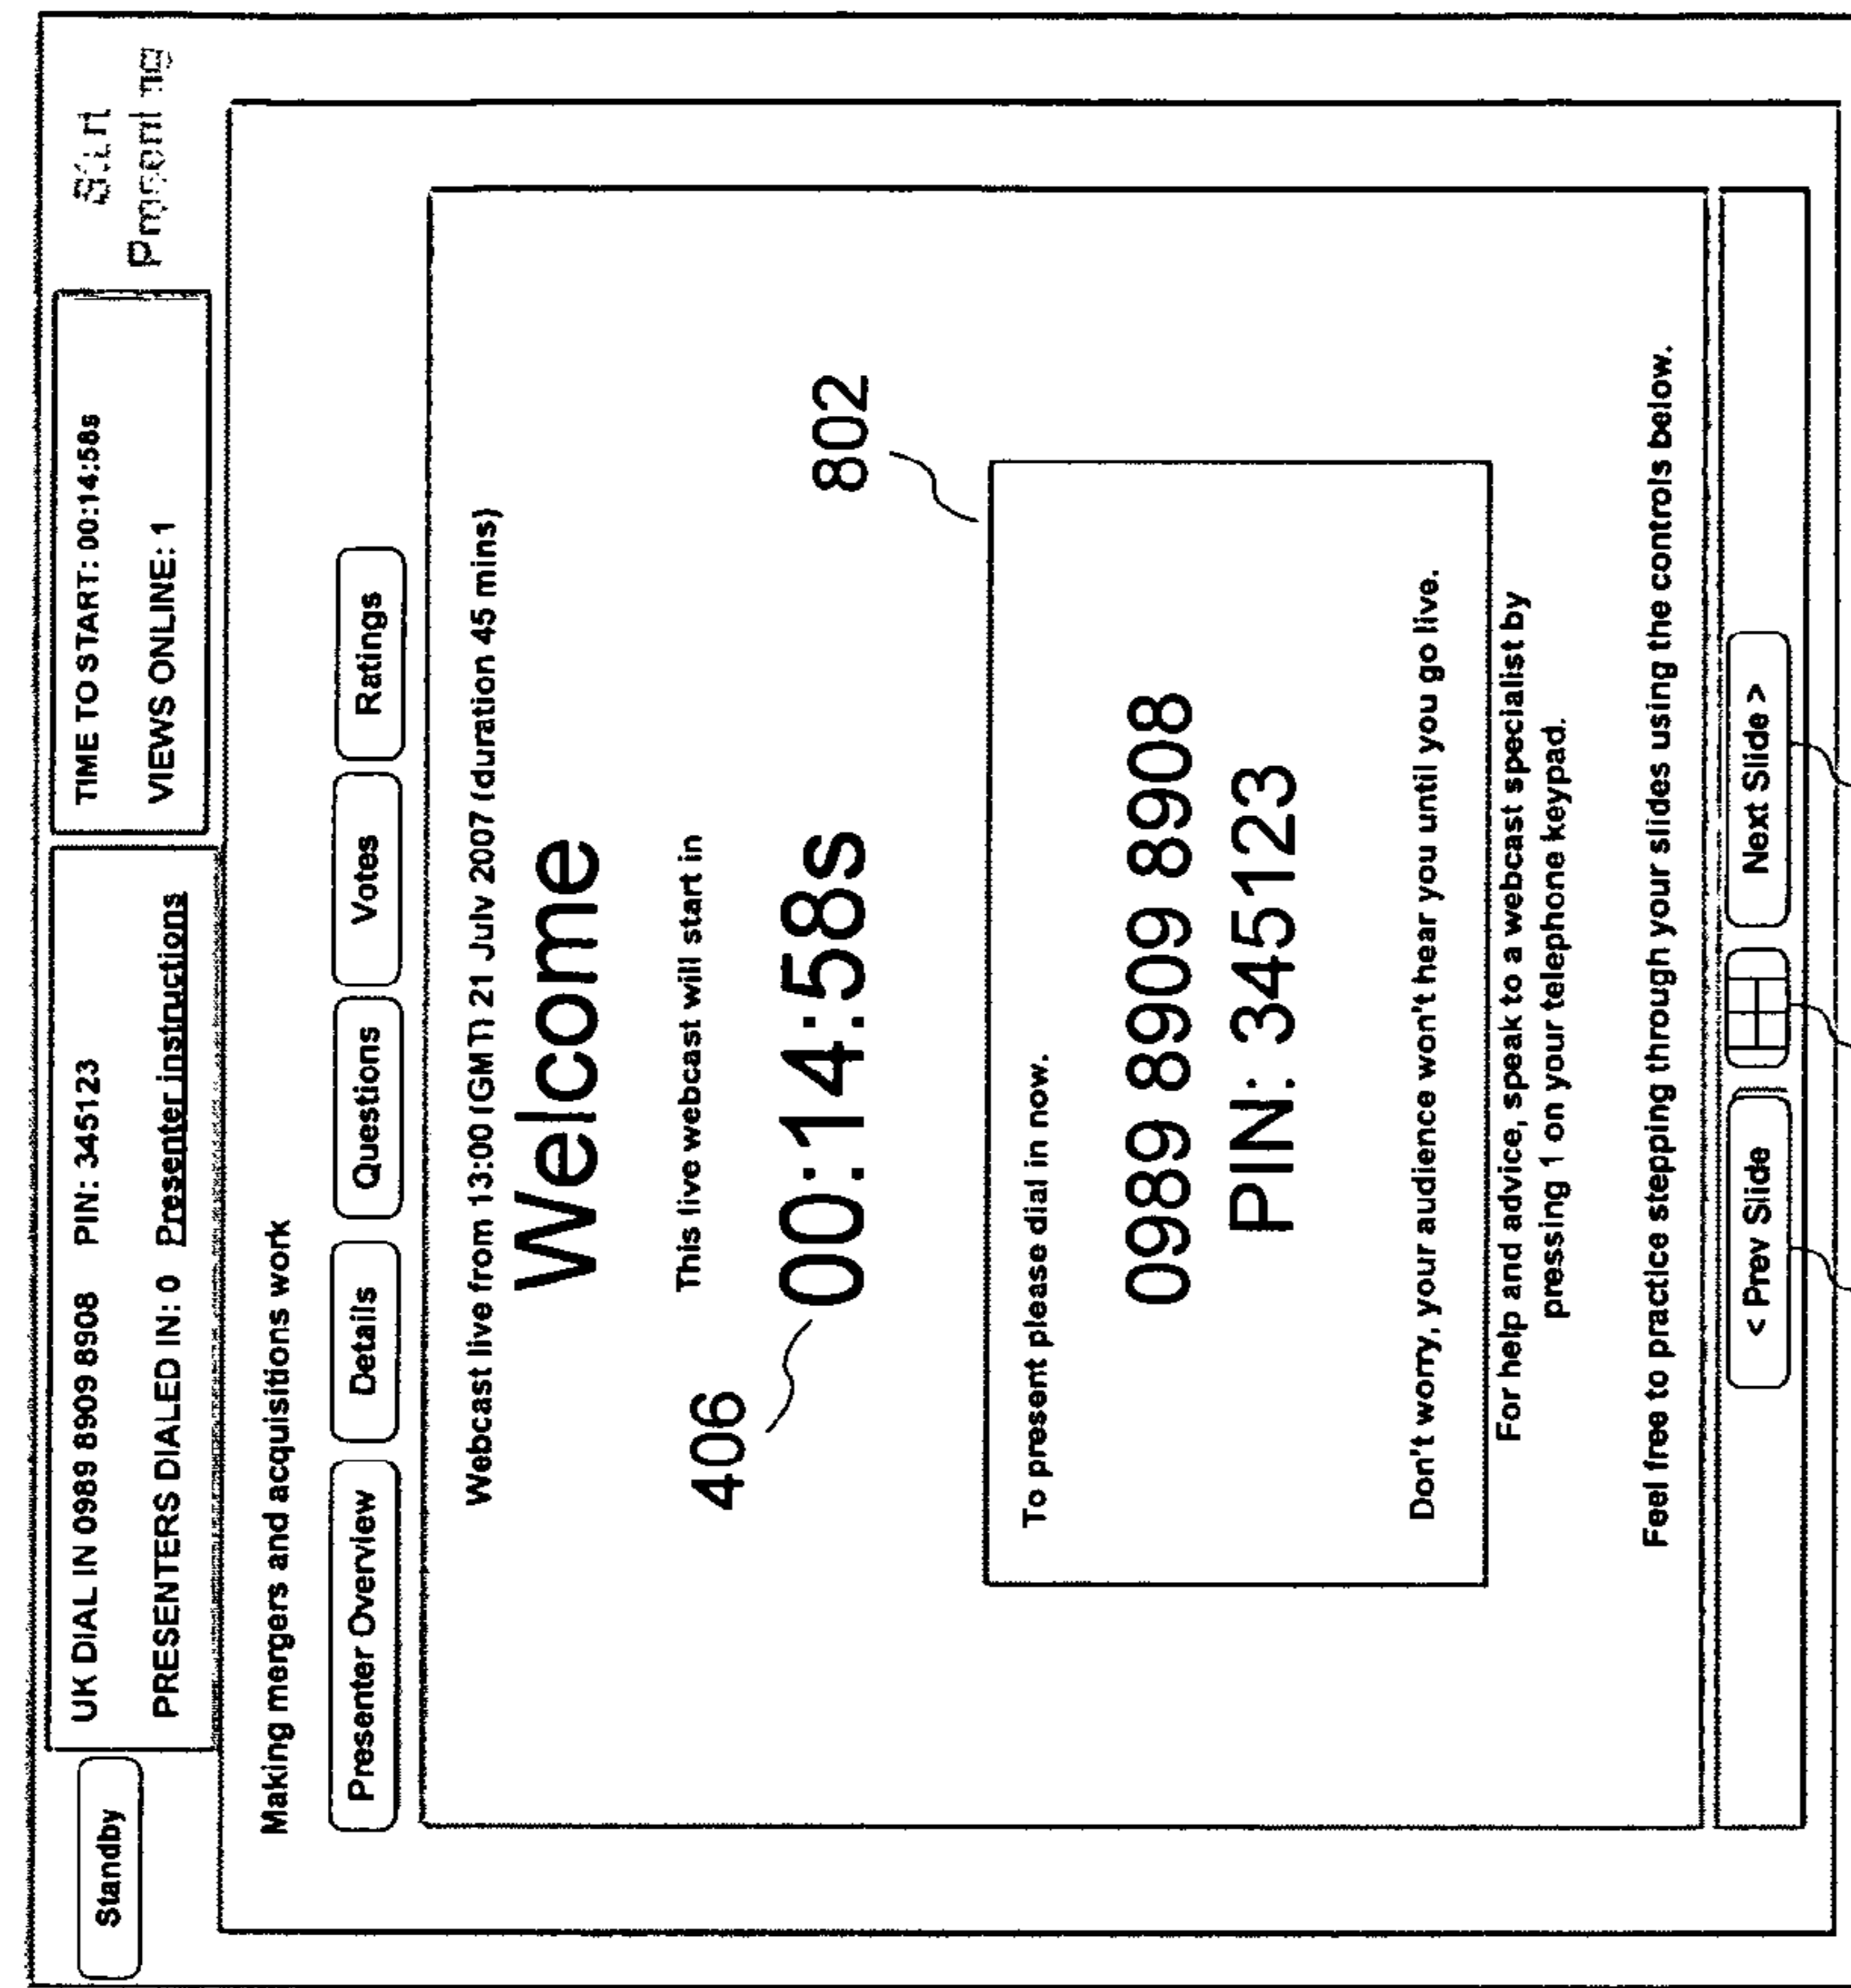 Standby
UK DIAL IN 0989 8909 8908 PIN: 345123
PRESENTERS DIALED IN: 0 Presenter instructions
TIME TO START: 00:14:58s
VIEWS ONLINE: 1
Start
Presenting
Making mergers and acquisitions work
Presenter Overview
Details
Questions
Votes
Ratings
Webcast live from 13:00 (GMT) 21 July 2007 (duration 45 mins)
Welcome
This live webcast will start in
406
00:14:58s
802
To present please dial in now.
0989 8909 8908
PIN: 345123
Don't worry, your audience won't hear you until you go live.
For help and advice, speak to a webcast specialist by
pressing 1 on your telephone keypad.
Feel free to practice stepping through your slides using the controls below.
< Prev Slide
Next Slide >